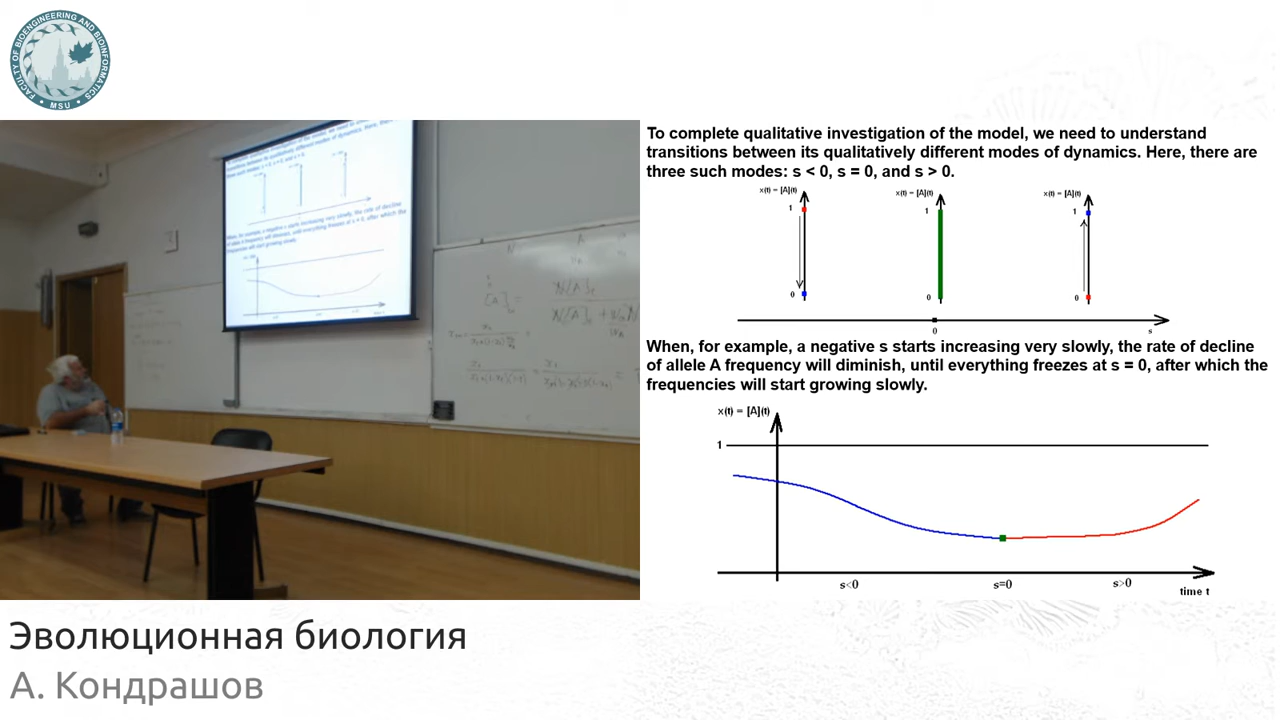 FACULTY OF BIOENGINEERING AND BIOINFORMATICS
• MSU •
To complete qualitative investigation of the model, we need to understand
transitions between its qualitatively different modes of dynamics. Here, there are
three such modes: s < 0, s = 0, and s > 0.
x(t) = [A](t) x(t) = [A](t) x(t) = [A](t)
1 1 1
0 0 0
0 s
When, for example, a negative s starts increasing very slowly, the rate of decline
of allele A frequency will diminish, until everything freezes at s = 0, after which the
frequencies will start growing slowly.
x(t) = [A](t)
1
s<0 s=0 s>0
time t
Эволюционная биология
А. Кондрашов